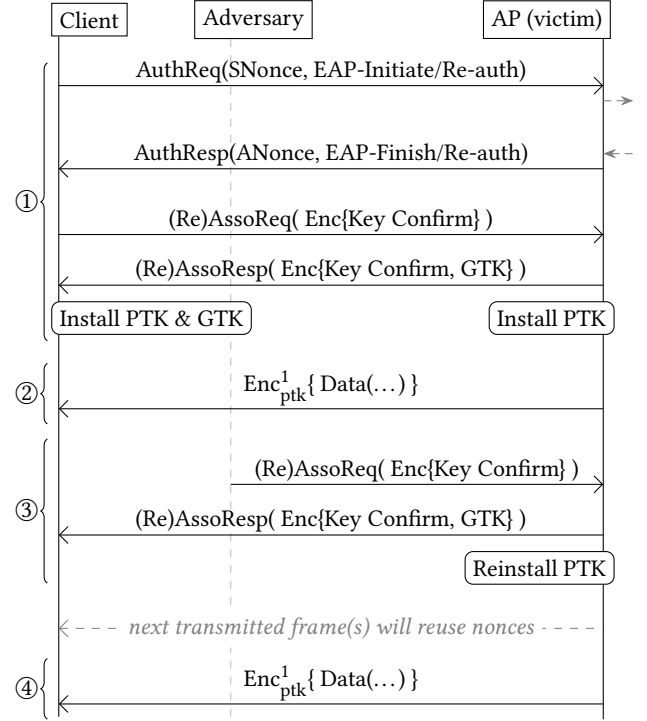 Client
Adversary
AP (victim)
①
AuthReq(SNonce, EAP-Initiate/Re-auth)
AuthResp(ANonce, EAP-Finish/Re-auth)
(Re)AssoReq( Enc{Key Confirm} )
(Re)AssoResp( Enc{Key Confirm, GTK} )
Install PTK & GTK
Install PTK
②
Enc¹ptk{ Data(…) }
③
(Re)AssoReq( Enc{Key Confirm} )
(Re)AssoResp( Enc{Key Confirm, GTK} )
Reinstall PTK
next transmitted frame(s) will reuse nonces
④
Enc¹ptk{ Data(…) }